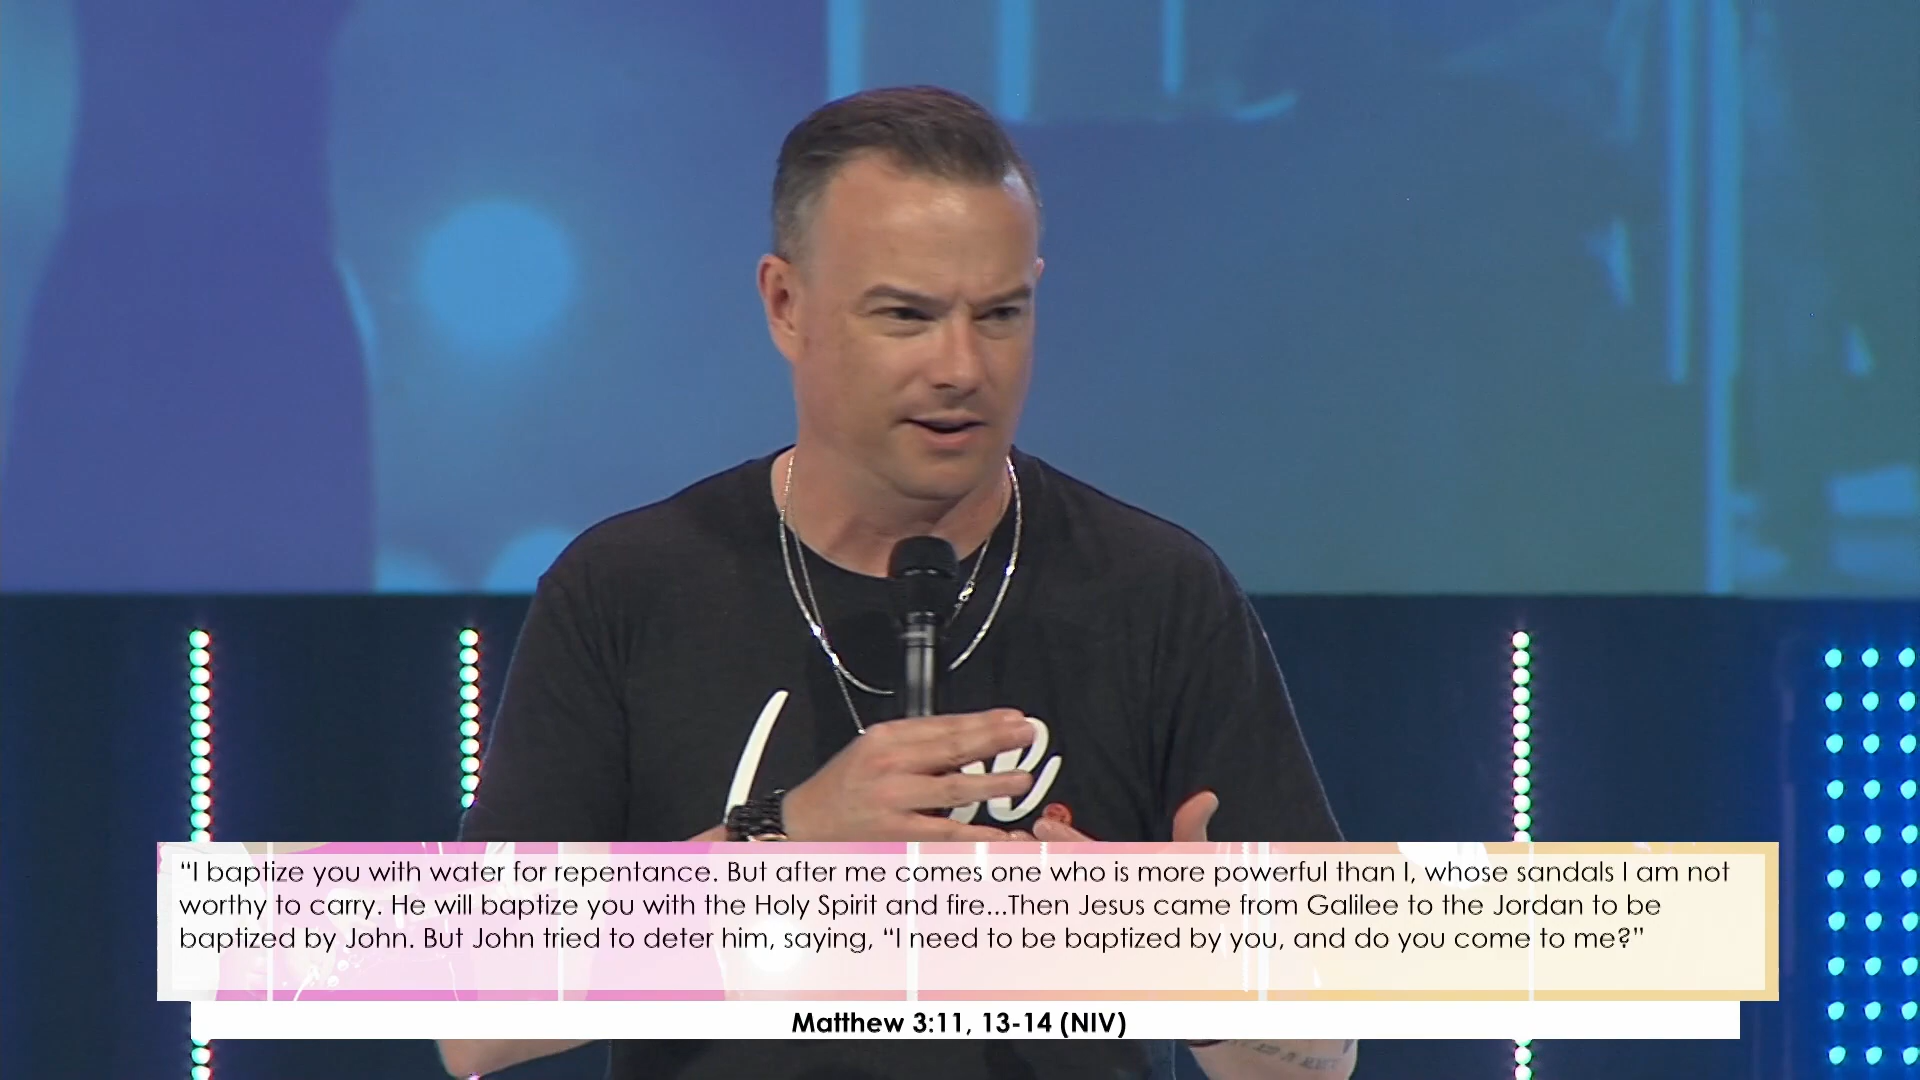 “I baptize you with water for repentance. But after me comes one who is more powerful than I, whose sandals I am not
worthy to carry. He will baptize you with the Holy Spirit and fire...Then Jesus came from Galilee to the Jordan to be
baptized by John. But John tried to deter him, saying, “I need to be baptized by you, and do you come to me?”
Matthew 3:11, 13-14 (NIV)